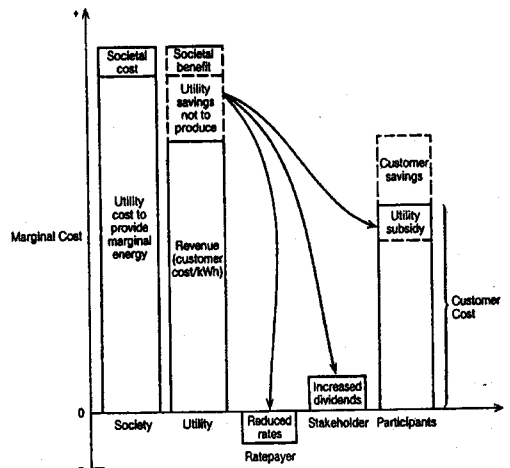 +
Societal
cost
Societal
benefit
Utility
savings
not to
produce
Customer
savings
Utility
cost to
provide
marginal
energy
Utility
subsidy
Marginal Cost
Revenue
(customer
cost/kWh)
Customer
Cost
Increased
dividends
0
Society
Utility
Reduced
rates
Stakeholder
Participants
Ratepayer